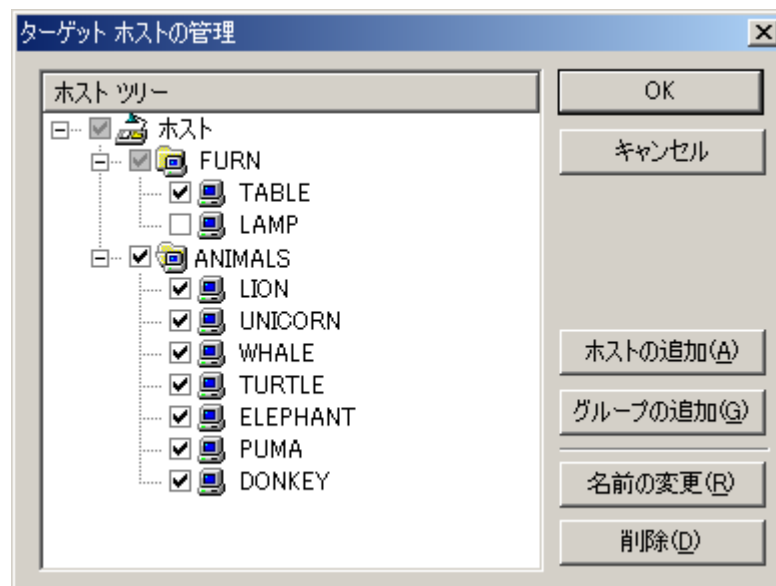 ターゲット ホストの管理
ホスト ツリー
ホスト
FURN
TABLE
LAMP
ANIMALS
LION
UNICORN
WHALE
TURTLE
ELEPHANT
PUMA
DONKEY
OK
キャンセル
ホストの追加(A)
グループの追加(G)
名前の変更(R)
削除(D)